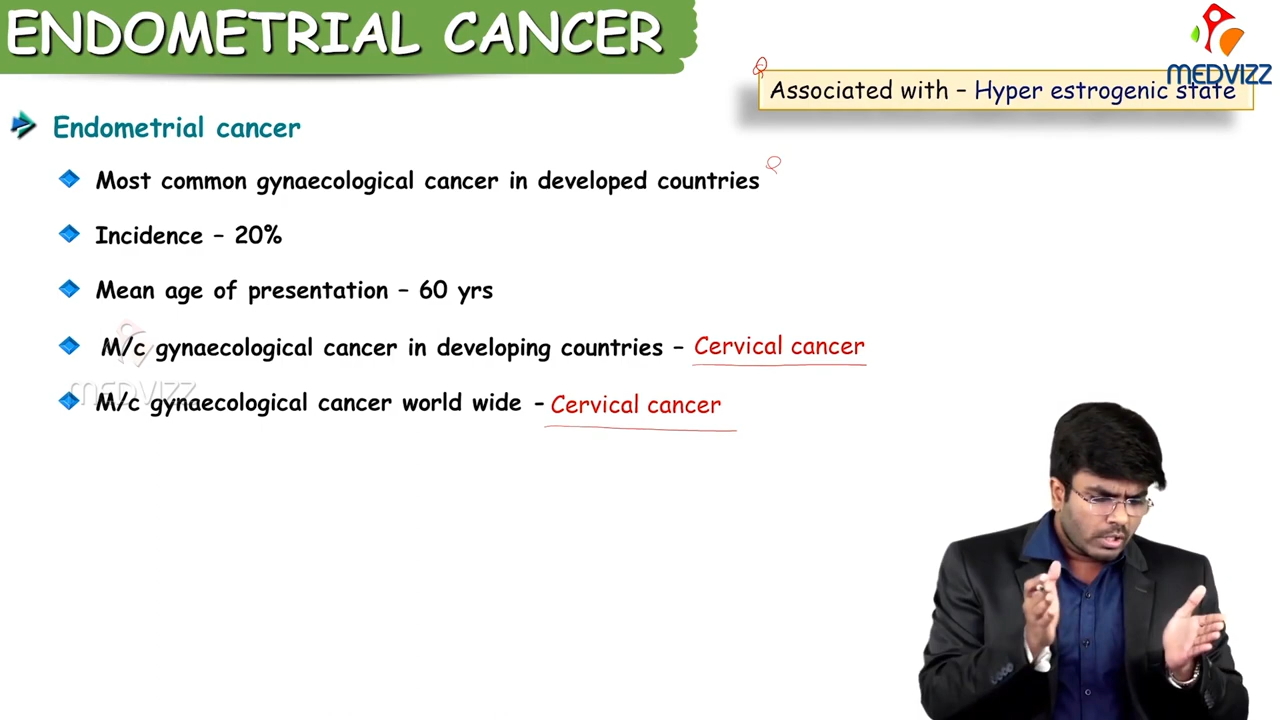 ENDOMETRIAL CANCER
MEDVIZZ
Associated with – Hyper estrogenic state
Endometrial cancer
Most common gynaecological cancer in developed countries
Incidence – 20%
Mean age of presentation – 60 yrs
M/c gynaecological cancer in developing countries – Cervical cancer
MEDVIZZ
M/c gynaecological cancer world wide - Cervical cancer